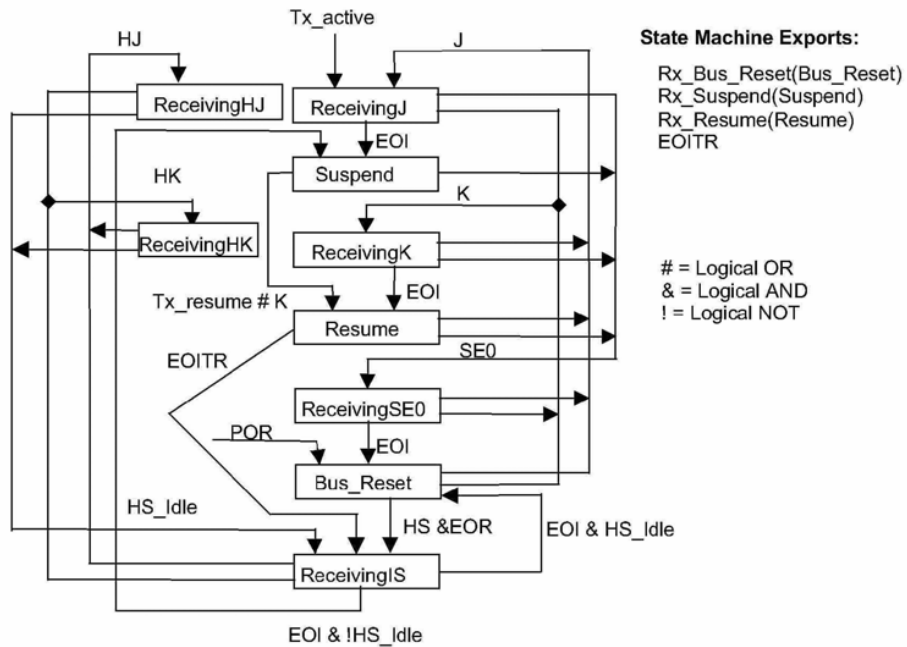 Tx_active
HJ
J
State Machine Exports:
Rx_Bus_Reset(Bus_Reset)
Rx_Suspend(Suspend)
Rx_Resume(Resume)
EOITR
ReceivingHJ
ReceivingJ
EOI
Suspend
HK
K
ReceivingHK
ReceivingK
# = Logical OR
& = Logical AND
! = Logical NOT
EOI
Tx_resume # K
Resume
EOITR
SE0
ReceivingSE0
POR
EOI
Bus_Reset
HS_Idle
HS &EOR
EOI & HS_Idle
ReceivingIS
EOI & !HS_Idle